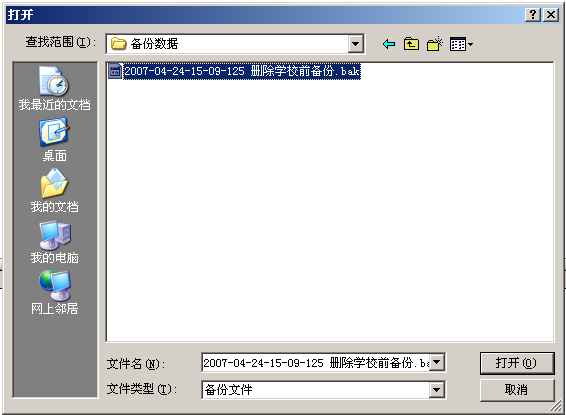 打开
查找范围(I):
备份数据
2007-04-24-15-09-125 删除学校前备份.bak
我最近的文档
桌面
我的文档
我的电脑
网上邻居
文件名(N):
2007-04-24-15-09-125 删除学校前备份.ba
打开(O)
文件类型(T):
备份文件
取消